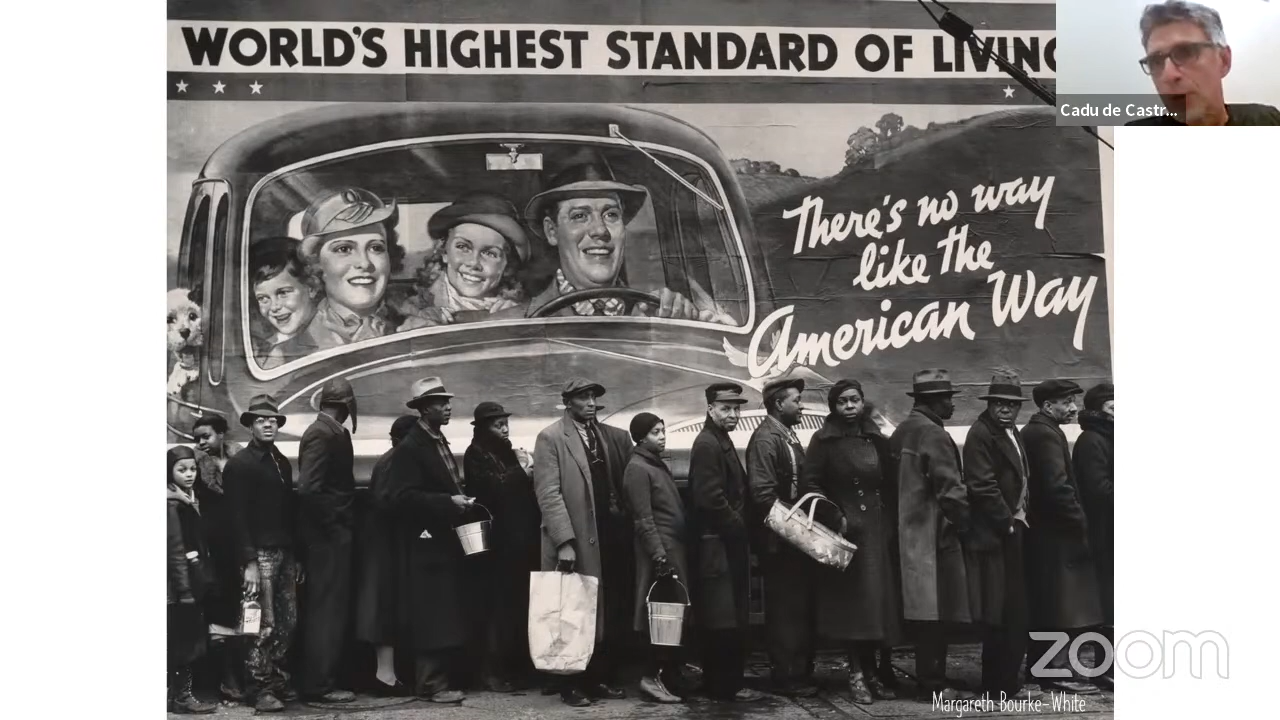 WORLD'S HIGHEST STANDARD OF LIVING
Cadu de Castr...
There's no way
like the
American Way
zoom
Margareth Bourke-White